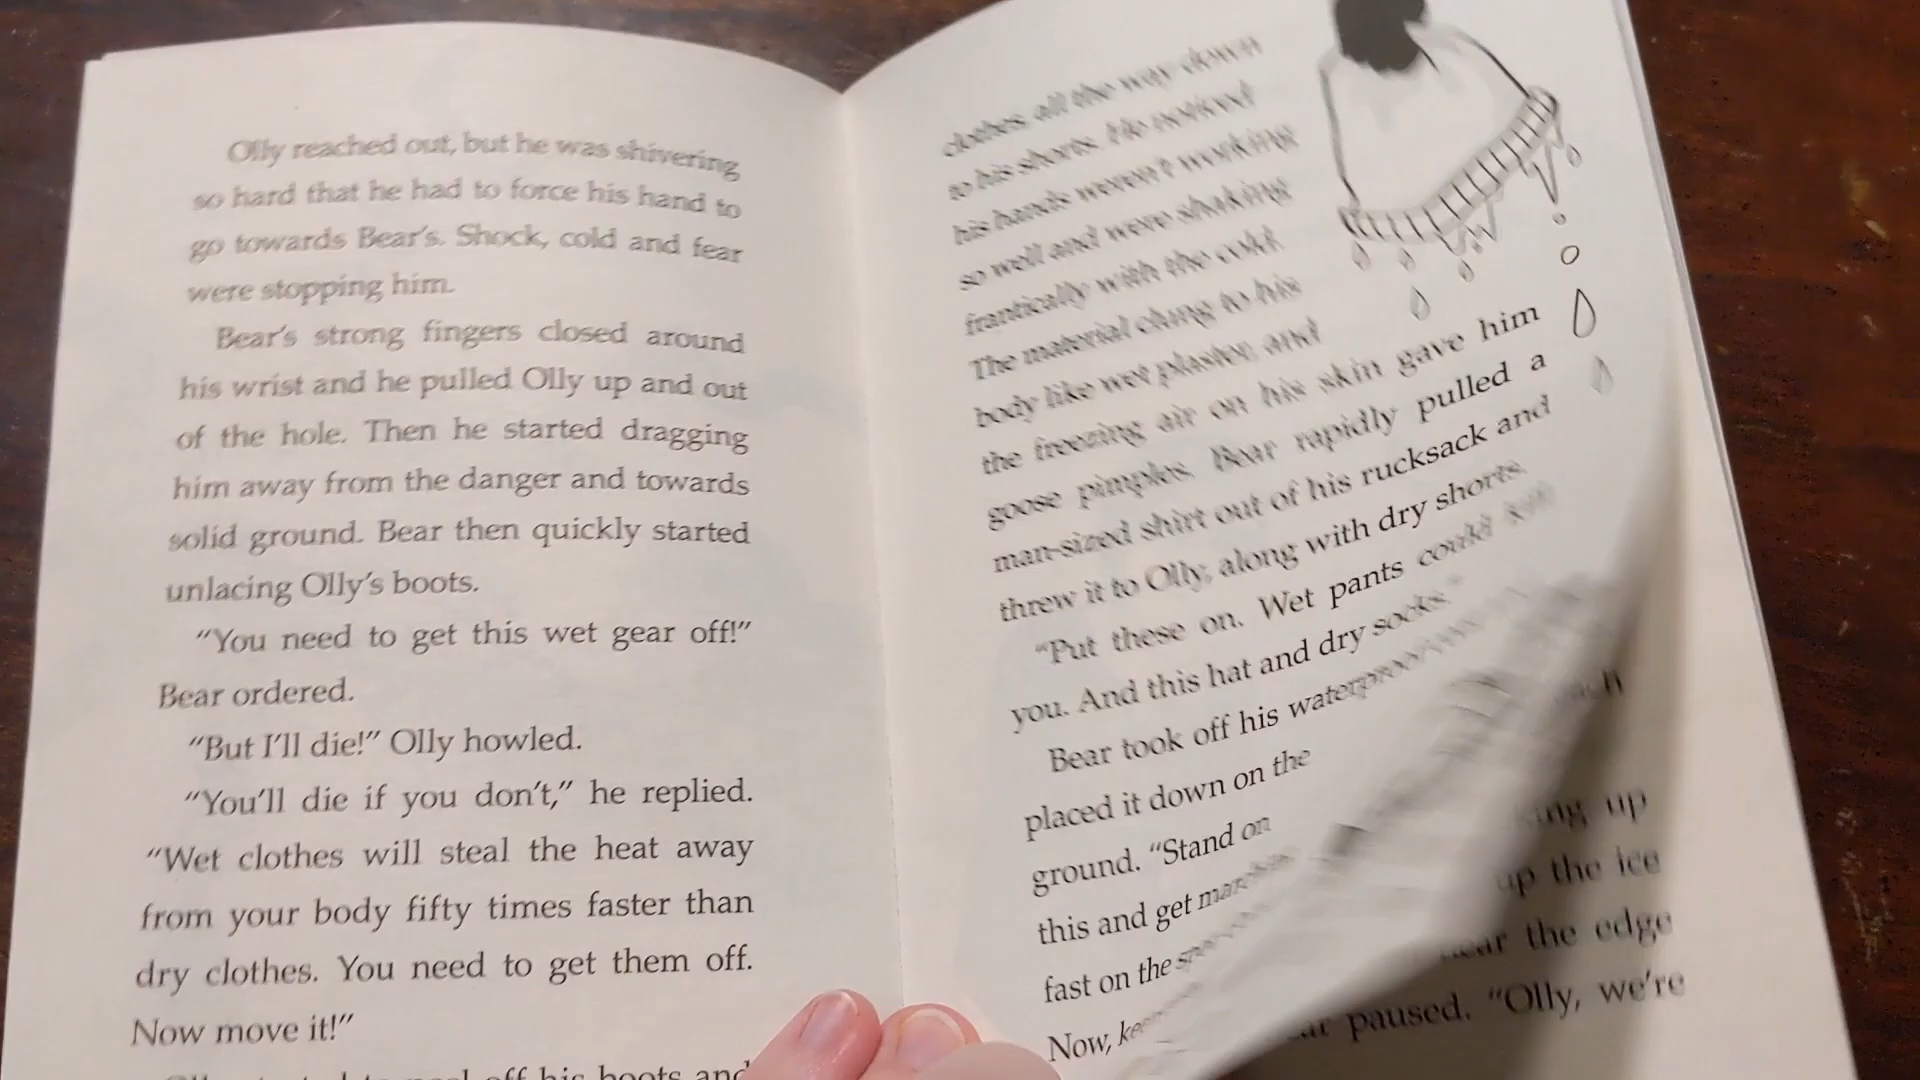 Olly reached out, but he was shivering
so hard that he had to force his hand to
go towards Bear's. Shock, cold and fear
were stopping him.
Bear's strong fingers closed around
his wrist and he pulled Olly up and out
of the hole. Then he started dragging
him away from the danger and towards
solid ground. Bear then quickly started
unlacing Olly's boots.
“You need to get this wet gear off!”
Bear ordered.
“But I'll die!” Olly howled.
“You'll die if you don't,” he replied.
“Wet clothes will steal the heat away
from your body fifty times faster than
dry clothes. You need to get them off.
Now move it!”
off his boots and
clothes all the way down
to his shorts. He noticed
his hands weren't working
so well and were shaking
frantically with the cold.
The material clung to his
body like wet plaster, and
the freezing air on his skin gave him
goose pimples. Bear rapidly pulled a
man-sized shirt out of his rucksack and
threw it to Olly, along with dry shorts.
“Put these on. Wet pants could kill
you. And this hat and dry socks.”
Bear took off his waterproof
placed it down on the
ground. “Stand on
this and get marching
fast on the
Now,
up
up the ice
the edge
paused. “Olly, we're